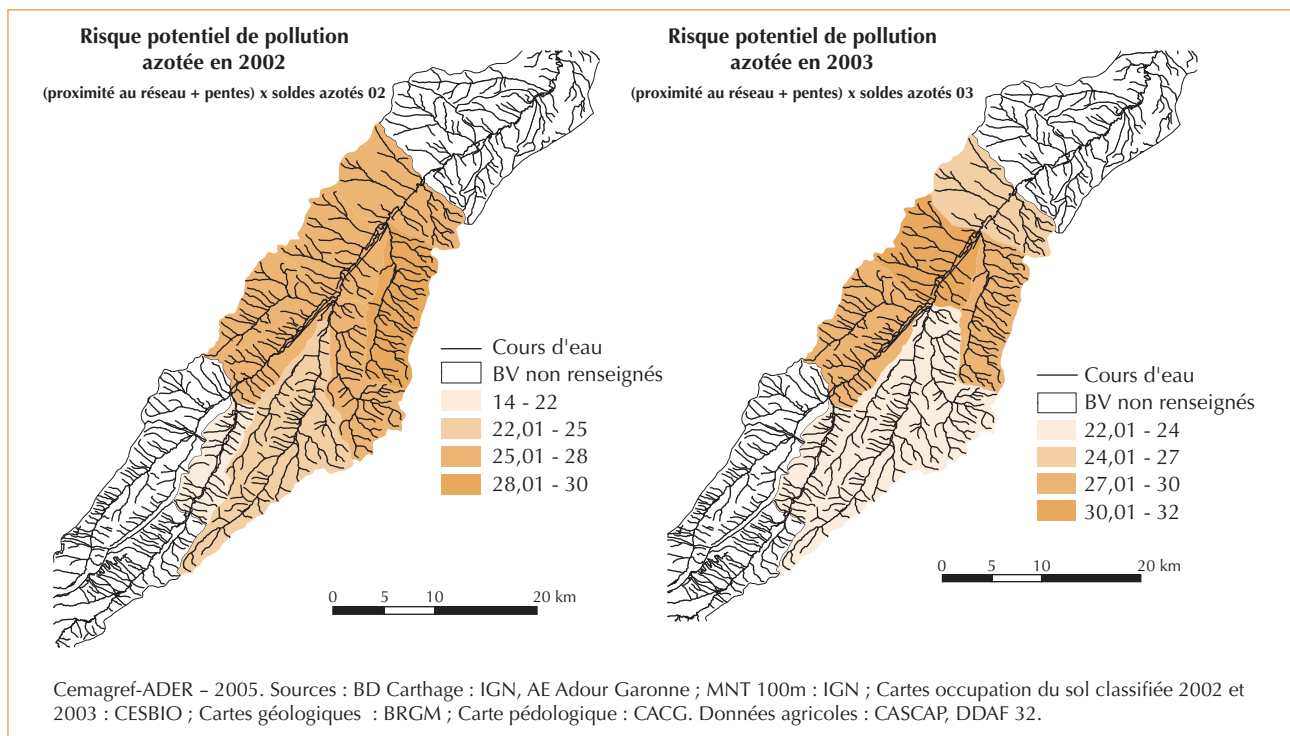 Risque potentiel de pollution
azotée en 2002
(proximité au réseau + pentes) x soldes azotés 02
Cours d'eau
BV non renseignés
14 - 22
22,01 - 25
25,01 - 28
28,01 - 30
0 5 10 20 km
Risque potentiel de pollution
azotée en 2003
(proximité au réseau + pentes) x soldes azotés 03
Cours d'eau
BV non renseignés
22,01 - 24
24,01 - 27
27,01 - 30
30,01 - 32
0 5 10 20 km
Cemagref-ADER – 2005. Sources : BD Carthage : IGN, AE Adour Garonne ; MNT 100m : IGN ; Cartes occupation du sol classifiée 2002 et
2003 : CESBIO ; Cartes géologiques : BRGM ; Carte pédologique : CACG. Données agricoles : CASCAP, DDAF 32.